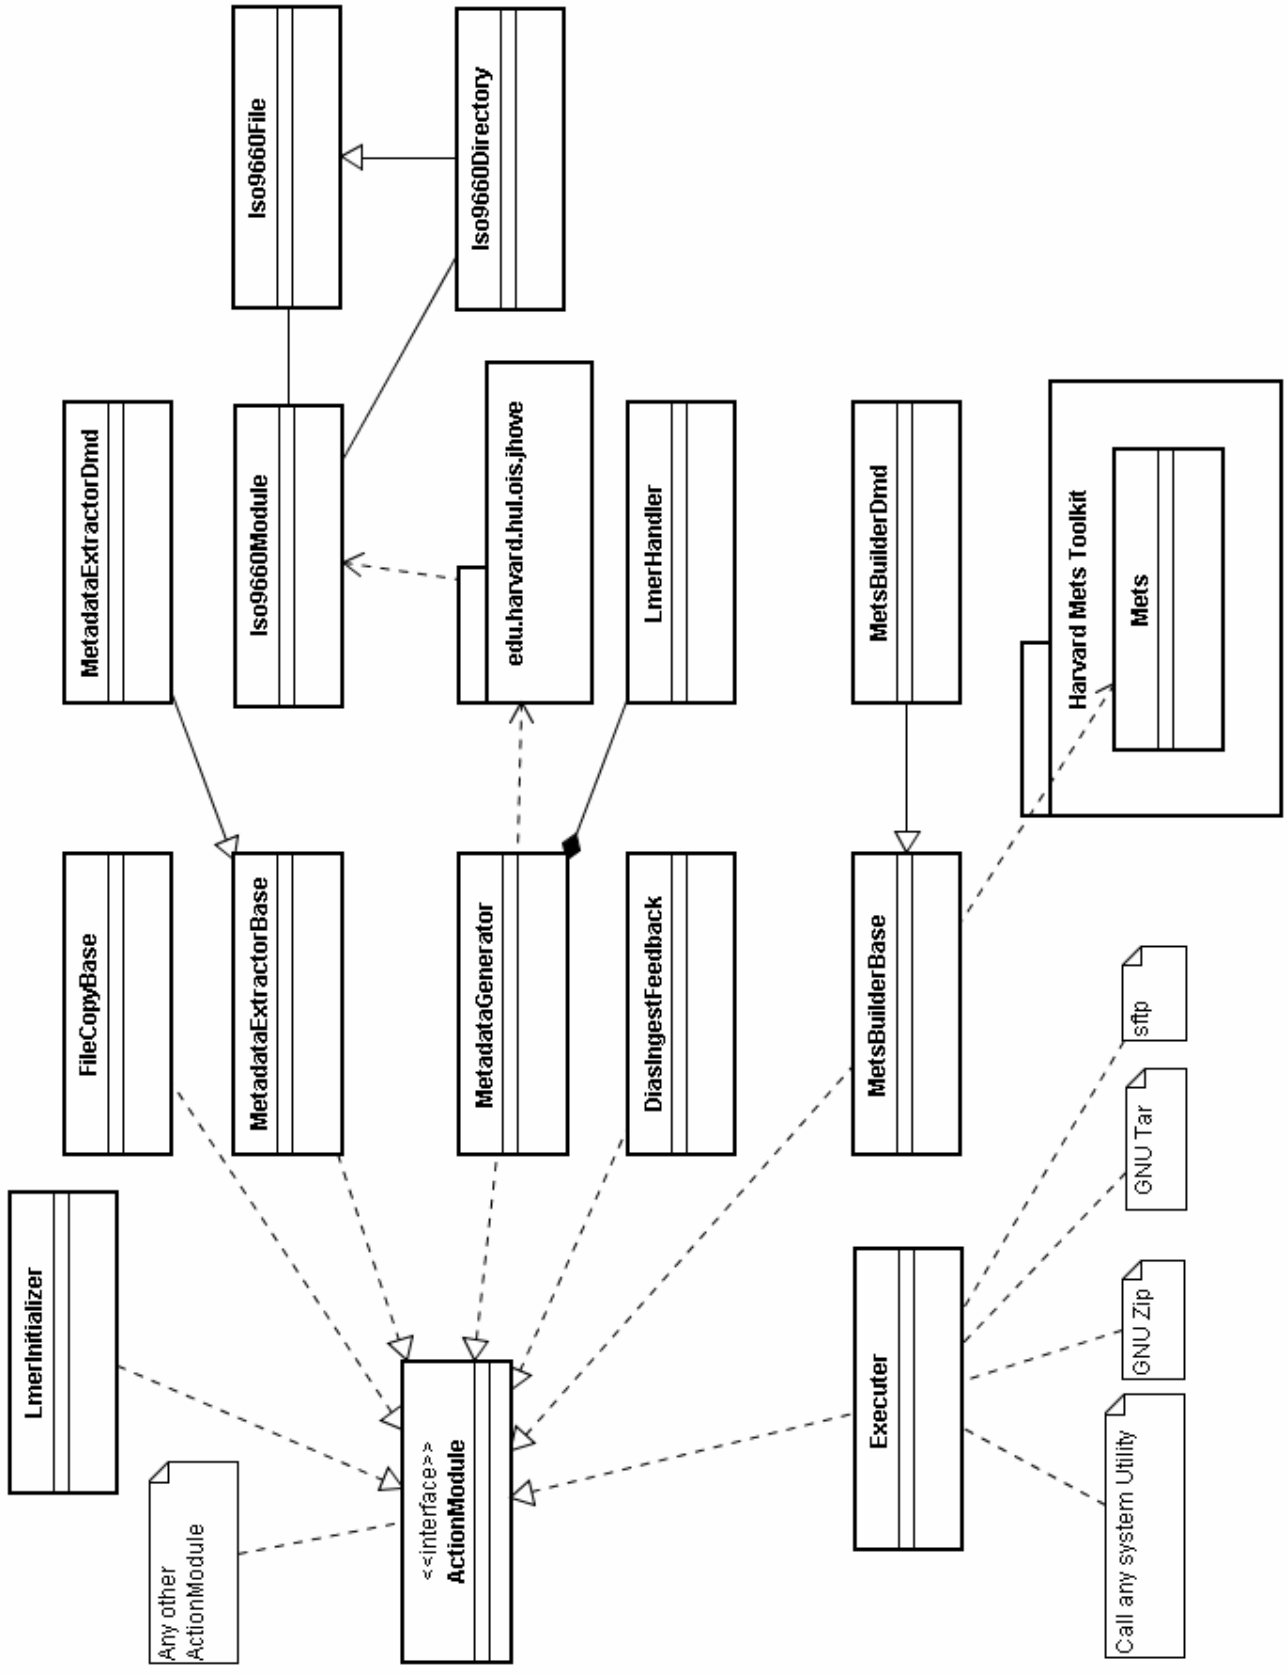 Any other
ActionModule
LmerInitializer
<<interface>>
ActionModule
Executer
Call any system Utility
GNU Zip
GNU Tar
sftp
FileCopyBase
MetadataExtractorBase
MetadataGenerator
DiasIngestFeedback
MetsBuilderBase
MetadataExtractorDmd
Iso9660Module
edu.harvard.hul.ois.jhove
LmerHandler
MetsBuilderDmd
Harvard Mets Toolkit
Mets
Iso9660File
Iso9660Directory